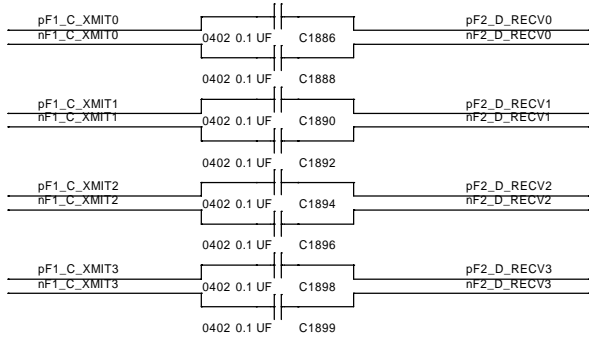 pF1_C_XMIT0 pF2_D_RECV0
nF1_C_XMIT0 0402 0.1 UF C1886 nF2_D_RECV0
0402 0.1 UF C1888
pF1_C_XMIT1 pF2_D_RECV1
nF1_C_XMIT1 0402 0.1 UF C1890 nF2_D_RECV1
0402 0.1 UF C1892
pF1_C_XMIT2 pF2_D_RECV2
nF1_C_XMIT2 0402 0.1 UF C1894 nF2_D_RECV2
0402 0.1 UF C1896
pF1_C_XMIT3 pF2_D_RECV3
nF1_C_XMIT3 0402 0.1 UF C1898 nF2_D_RECV3
0402 0.1 UF C1899